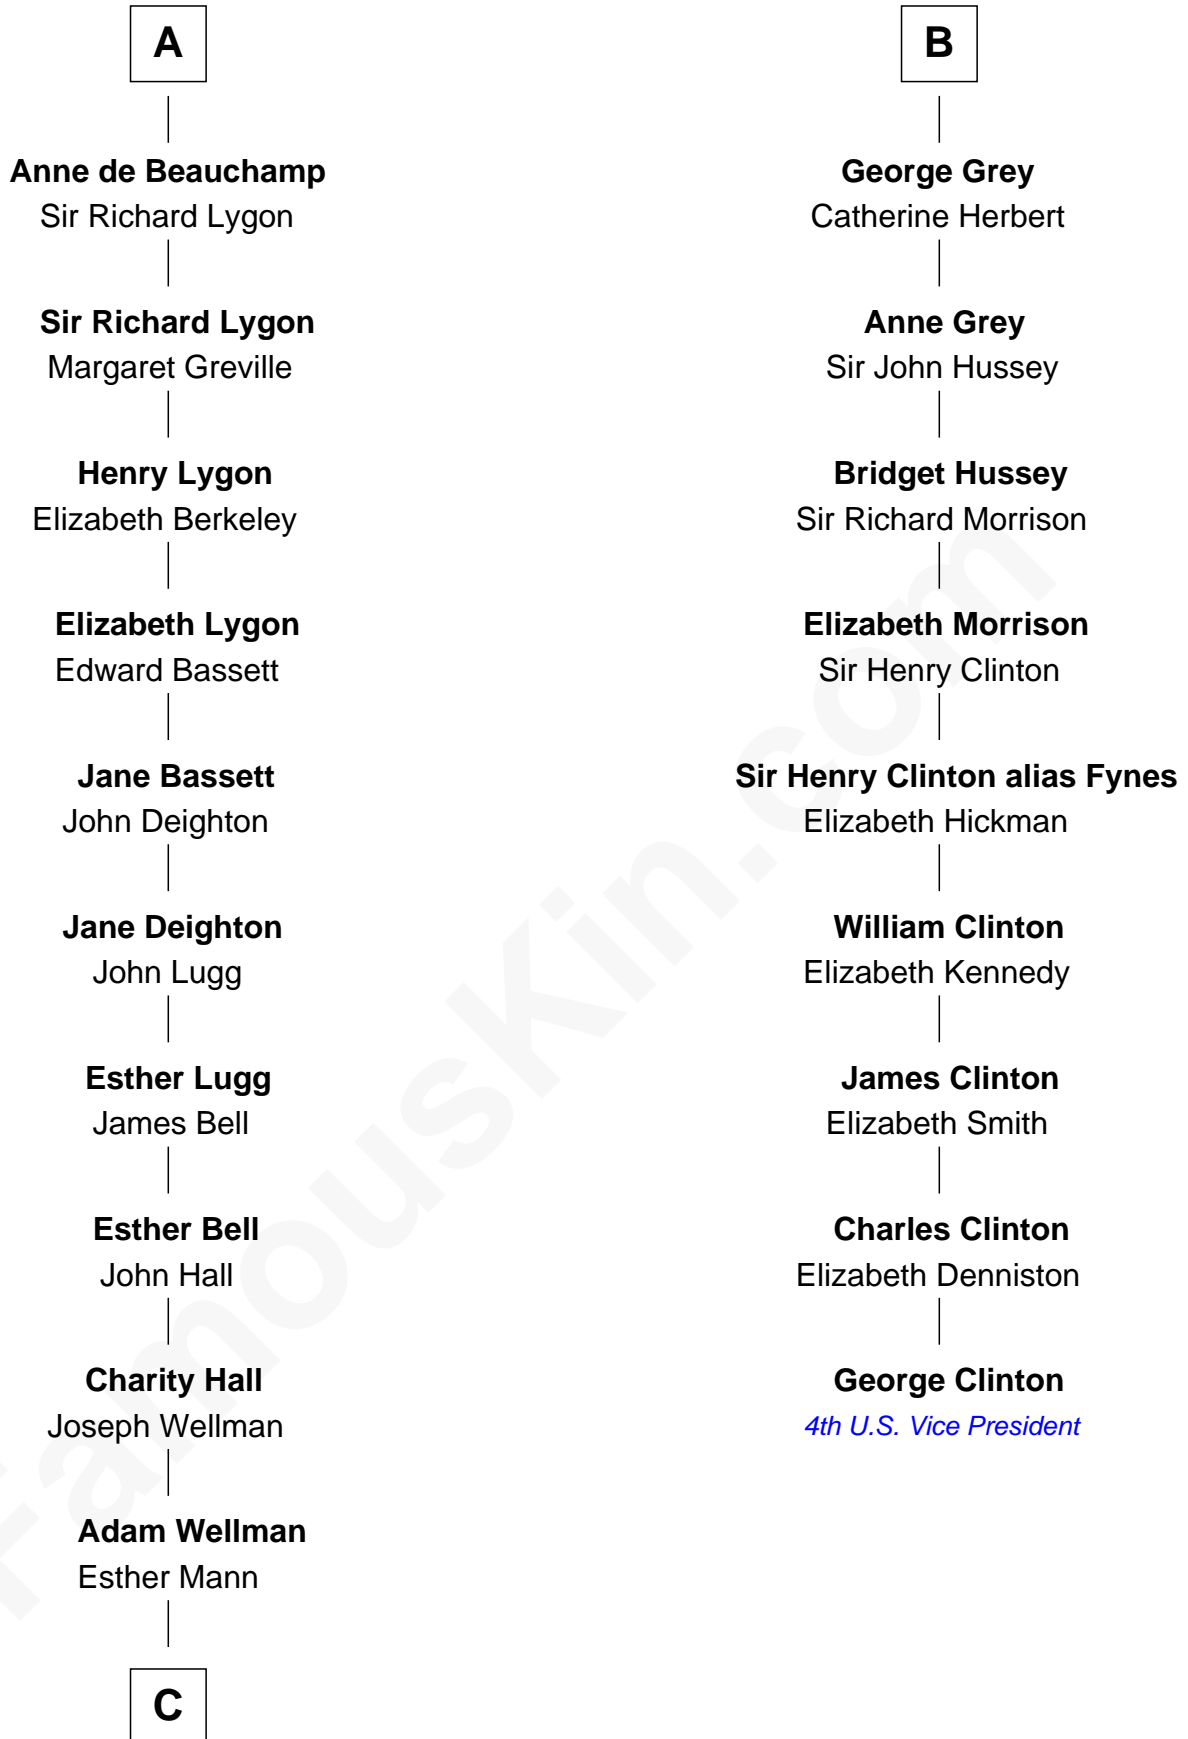 A
Anne de Beauchamp
Sir Richard Lygon
Sir Richard Lygon
Margaret Greville
Henry Lygon
Elizabeth Berkeley
Elizabeth Lygon
Edward Bassett
Jane Bassett
John Deighton
Jane Deighton
John Lugg
Esther Lugg
James Bell
Esther Bell
John Hall
Charity Hall
Joseph Wellman
Adam Wellman
Esther Mann
C
B
George Grey
Catherine Herbert
Anne Grey
Sir John Hussey
Bridget Hussey
Sir Richard Morrison
Elizabeth Morrison
Sir Henry Clinton
Sir Henry Clinton alias Fynes
Elizabeth Hickman
William Clinton
Elizabeth Kennedy
James Clinton
Elizabeth Smith
Charles Clinton
Elizabeth Denniston
George Clinton
4th U.S. Vice President
FamousKin.com